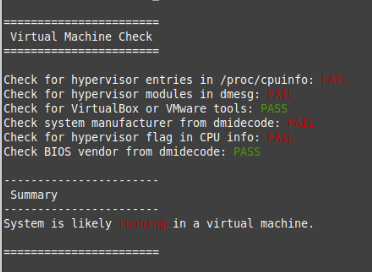 =======================
Virtual Machine Check
=======================
Check for hypervisor entries in /proc/cpuinfo: FAIL
Check for hypervisor modules in dmesg: FAIL
Check for VirtualBox or VMware tools: PASS
Check system manufacturer from dmidecode: FAIL
Check for hypervisor flag in CPU info: FAIL
Check BIOS vendor from dmidecode: PASS
-----------------------
Summary
-----------------------
System is likely running in a virtual machine.
=======================